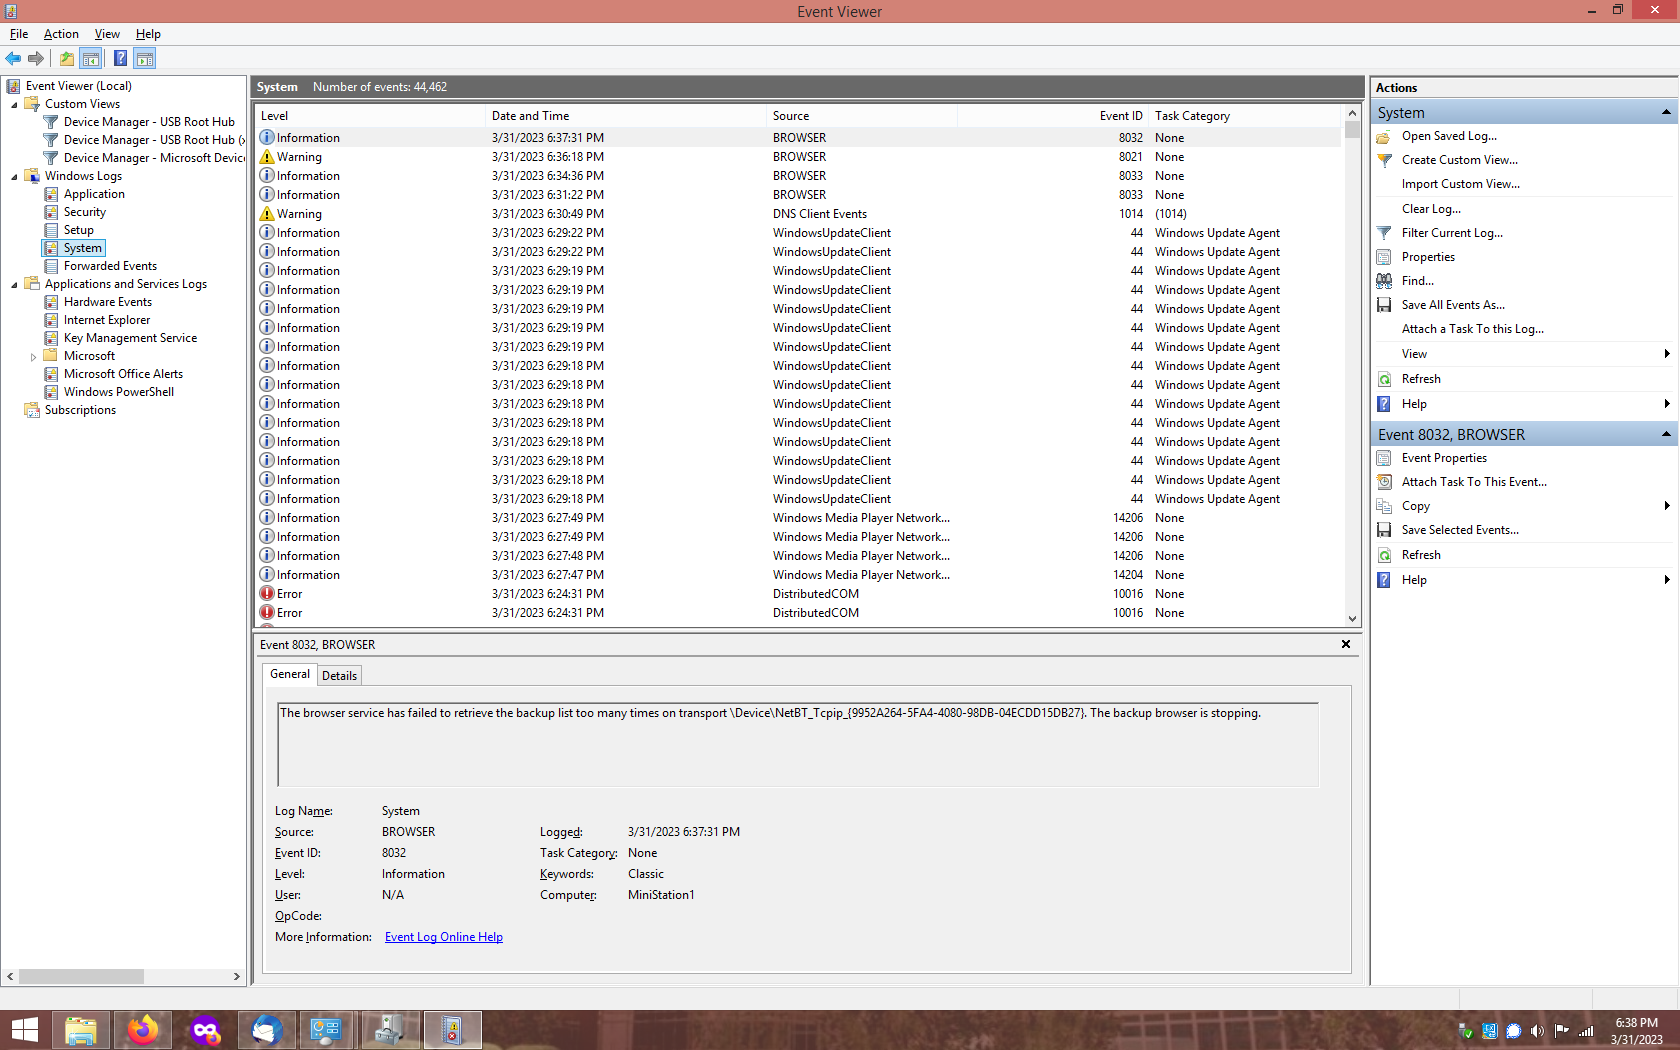 Event Viewer
File Action View Help
Event Viewer (Local)
Custom Views
Device Manager - USB Root Hub
Device Manager - USB Root Hub (x
Device Manager - Microsoft Device
Windows Logs
Application
Security
Setup
System
Forwarded Events
Applications and Services Logs
Hardware Events
Internet Explorer
Key Management Service
Microsoft
Microsoft Office Alerts
Windows PowerShell
Subscriptions
System Number of events: 44,462
Level Date and Time Source Event ID Task Category
Information 3/31/2023 6:37:31 PM BROWSER 8032 None
Warning 3/31/2023 6:36:18 PM BROWSER 8021 None
Information 3/31/2023 6:34:36 PM BROWSER 8033 None
Information 3/31/2023 6:31:22 PM BROWSER 8033 None
Warning 3/31/2023 6:30:49 PM DNS Client Events 1014 (1014)
Information 3/31/2023 6:29:22 PM WindowsUpdateClient 44 Windows Update Agent
Information 3/31/2023 6:29:22 PM WindowsUpdateClient 44 Windows Update Agent
Information 3/31/2023 6:29:19 PM WindowsUpdateClient 44 Windows Update Agent
Information 3/31/2023 6:29:19 PM WindowsUpdateClient 44 Windows Update Agent
Information 3/31/2023 6:29:19 PM WindowsUpdateClient 44 Windows Update Agent
Information 3/31/2023 6:29:19 PM WindowsUpdateClient 44 Windows Update Agent
Information 3/31/2023 6:29:19 PM WindowsUpdateClient 44 Windows Update Agent
Information 3/31/2023 6:29:18 PM WindowsUpdateClient 44 Windows Update Agent
Information 3/31/2023 6:29:18 PM WindowsUpdateClient 44 Windows Update Agent
Information 3/31/2023 6:29:18 PM WindowsUpdateClient 44 Windows Update Agent
Information 3/31/2023 6:29:18 PM WindowsUpdateClient 44 Windows Update Agent
Information 3/31/2023 6:29:18 PM WindowsUpdateClient 44 Windows Update Agent
Information 3/31/2023 6:29:18 PM WindowsUpdateClient 44 Windows Update Agent
Information 3/31/2023 6:29:18 PM WindowsUpdateClient 44 Windows Update Agent
Information 3/31/2023 6:29:18 PM WindowsUpdateClient 44 Windows Update Agent
Information 3/31/2023 6:27:49 PM Windows Media Player Network... 14206 None
Information 3/31/2023 6:27:49 PM Windows Media Player Network... 14206 None
Information 3/31/2023 6:27:48 PM Windows Media Player Network... 14206 None
Information 3/31/2023 6:27:47 PM Windows Media Player Network... 14204 None
Error 3/31/2023 6:24:31 PM DistributedCOM 10016 None
Error 3/31/2023 6:24:31 PM DistributedCOM 10016 None
Event 8032, BROWSER
General Details
The browser service has failed to retrieve the backup list too many times on transport \Device\NetBT_Tcpip_{9952A264-5FA4-4080-98DB-04ECDD15DB27}. The backup browser is stopping.
Log Name: System
Source: BROWSER Logged: 3/31/2023 6:37:31 PM
Event ID: 8032 Task Category: None
Level: Information Keywords: Classic
User: N/A Computer: MiniStation1
OpCode:
More Information: Event Log Online Help
Actions
System
Open Saved Log...
Create Custom View...
Import Custom View...
Clear Log...
Filter Current Log...
Properties
Find...
Save All Events As...
Attach a Task To this Log...
View
Refresh
Help
Event 8032, BROWSER
Event Properties
Attach Task To This Event...
Copy
Save Selected Events...
Refresh
Help
6:38 PM
3/31/2023